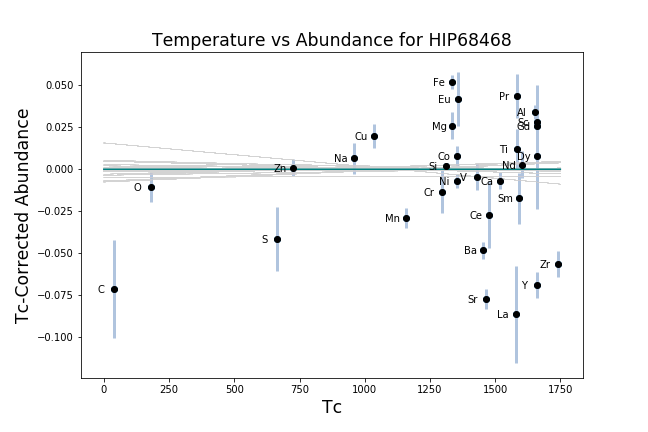 Temperature vs Abundance for HIP68468
Tc-Corrected Abundance
0.050
0.025
0.000
−0.025
−0.050
−0.075
−0.100
Fe
Eu
Mg
Cu
Pr
Al
Sc
Gd
Na
Co
Ti
Dy
Zn
Si
Nd
O
Ni
V
Ca
Cr
Sm
Mn
Ce
S
Ba
Zr
C
Y
Sr
La
0
250
500
750
1000
1250
1500
1750
Tc